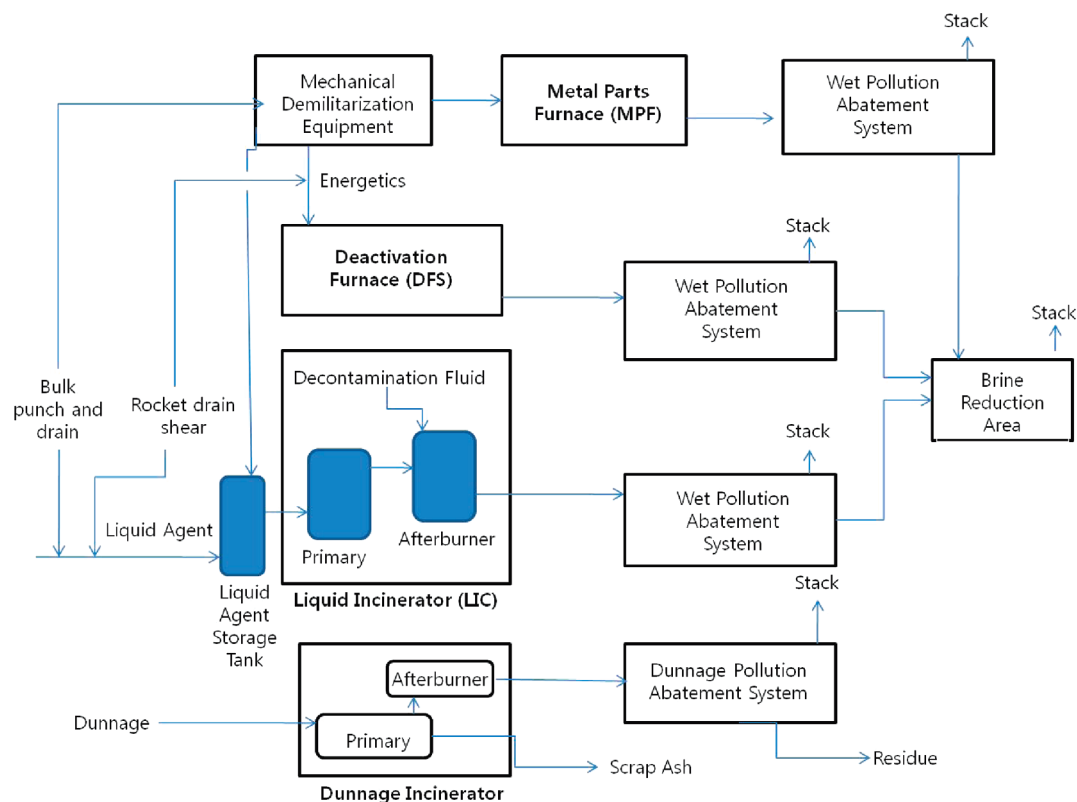 Stack
Mechanical
Demilitarization
Equipment
Metal Parts
Furnace (MPF)
Wet Pollution
Abatement
System
Energetics
Stack
Deactivation
Furnace (DFS)
Wet Pollution
Abatement
System
Stack
Bulk
punch and
drain
Rocket drain
shear
Decontamination Fluid
Brine
Reduction
Area
Stack
Liquid Agent
Primary
Afterburner
Wet Pollution
Abatement
System
Liquid Incinerator (LIC)
Liquid
Agent
Storage
Tank
Stack
Afterburner
Dunnage Pollution
Abatement System
Dunnage
Primary
Residue
Scrap Ash
Dunnage Incinerator